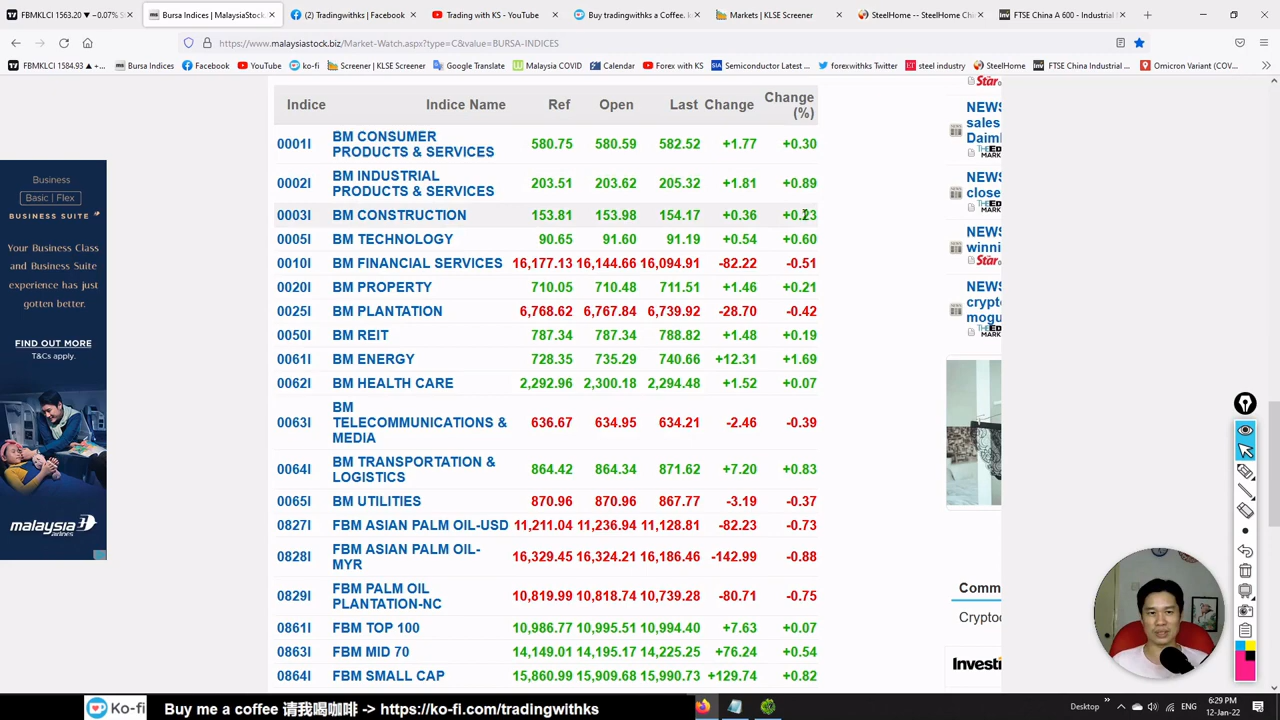 FBMKLCI 1563.20 ▼ −0.07% S
Bursa Indices | MalaysiaStock
(2) Tradingwithks | Facebook
Trading with KS - YouTube
Buy tradingwithks a Coffee.
Markets | KLSE Screener
SteelHome -- SteelHome Chi
FTSE China A 600 - Industrial
https://www.malaysiastock.biz/Market-Watch.aspx?type=C&value=BURSA-INDICES
FBMKLCI 1584.93 ▲ +...
Bursa Indices
Facebook
YouTube
ko-fi
Screener | KLSE Screener
Google Translate
Malaysia COVID
Calendar
Forex with KS
Semiconductor Latest ...
forexwithks Twitter
steel industry
SteelHome
FTSE China Industrial ...
Omicron Variant (COV...
Indice Indice Name Ref Open Last Change Change
(%)
0001I BM CONSUMER PRODUCTS & SERVICES 580.75 580.59 582.52 +1.77 +0.30
0002I BM INDUSTRIAL PRODUCTS & SERVICES 203.51 203.62 205.32 +1.81 +0.89
0003I BM CONSTRUCTION 153.81 153.98 154.17 +0.36 +0.23
0005I BM TECHNOLOGY 90.65 91.60 91.19 +0.54 +0.60
0010I BM FINANCIAL SERVICES 16,177.13 16,144.66 16,094.91 -82.22 -0.51
0020I BM PROPERTY 710.05 710.48 711.51 +1.46 +0.21
0025I BM PLANTATION 6,768.62 6,767.84 6,739.92 -28.70 -0.42
0050I BM REIT 787.34 787.34 788.82 +1.48 +0.19
0061I BM ENERGY 728.35 735.29 740.66 +12.31 +1.69
0062I BM HEALTH CARE 2,292.96 2,300.18 2,294.48 +1.52 +0.07
0063I BM TELECOMMUNICATIONS & MEDIA 636.67 634.95 634.21 -2.46 -0.39
0064I BM TRANSPORTATION & LOGISTICS 864.42 864.34 871.62 +7.20 +0.83
0065I BM UTILITIES 870.96 870.96 867.77 -3.19 -0.37
0827I FBM ASIAN PALM OIL-USD 11,211.04 11,236.94 11,128.81 -82.23 -0.73
0828I FBM ASIAN PALM OIL-MYR 16,329.45 16,324.21 16,186.46 -142.99 -0.88
0829I FBM PALM OIL PLANTATION-NC 10,819.99 10,818.74 10,739.28 -80.71 -0.75
0861I FBM TOP 100 10,986.77 10,995.51 10,994.40 +7.63 +0.07
0863I FBM MID 70 14,149.01 14,195.17 14,225.25 +76.24 +0.54
0864I FBM SMALL CAP 15,860.99 15,909.68 15,990.73 +129.74 +0.82
Business
Basic | Flex
BUSINESS SUITE
Your Business Class
and Business Suite
experience has just
gotten better.
FIND OUT MORE
T&Cs apply.
malaysia
airlines
Star
NEWS
sales
Daiml
MARK
NEWS
close
MARK
NEWS
winni
Star
NEWS
crypto
mogu
MARK
Comm
Cryptoc
Investi
Ko-fi
Buy me a coffee 请我喝咖啡 -> https://ko-fi.com/tradingwithks
Desktop
ENG
6:29 PM
12-Jan-22